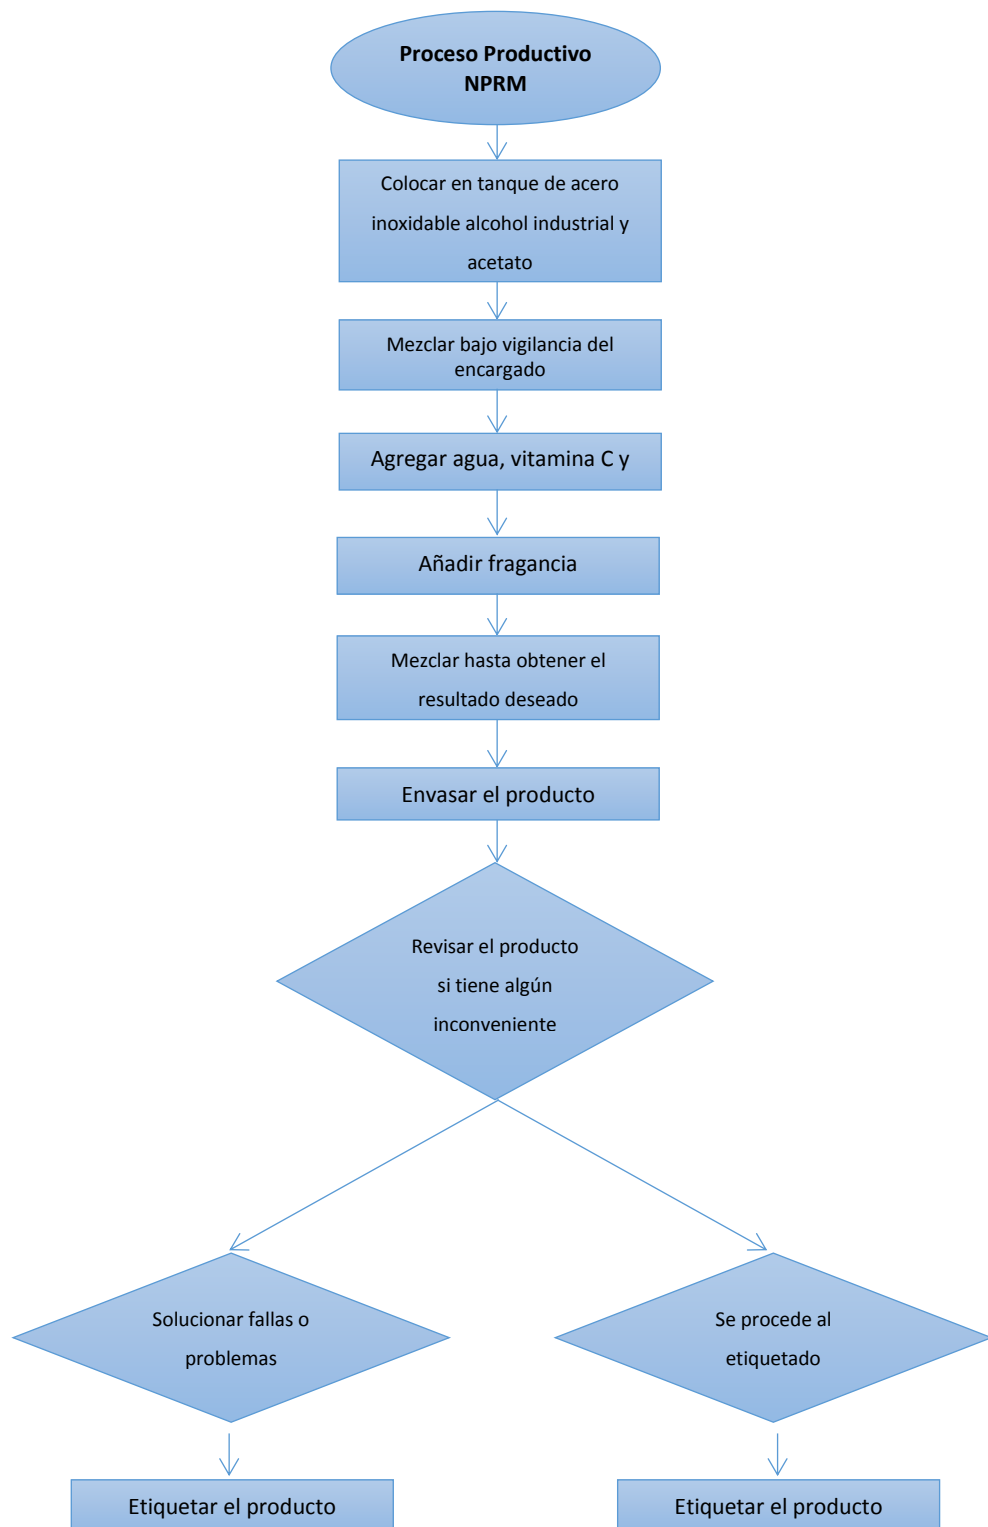 Proceso Productivo
NPRM
Colocar en tanque de acero
inoxidable alcohol industrial y
acetato
Mezclar bajo vigilancia del
encargado
Agregar agua, vitamina C y
Añadir fragancia
Mezclar hasta obtener el
resultado deseado
Envasar el producto
Revisar el producto
si tiene algún
inconveniente
Solucionar fallas o
problemas
Se procede al
etiquetado
Etiquetar el producto
Etiquetar el producto